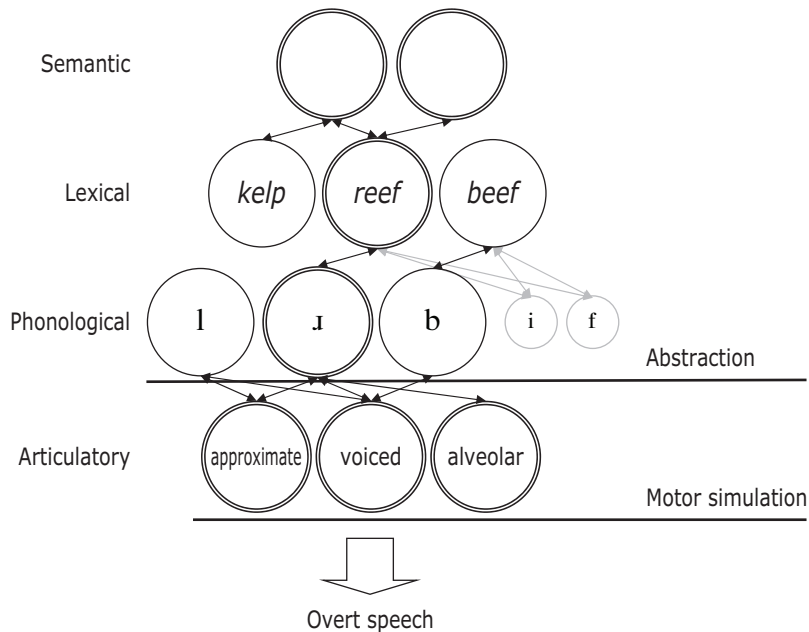 Semantic
Lexical
kelp
reef
beef
Phonological
l
ɹ
b
i
f
Abstraction
Articulatory
approximate
voiced
alveolar
Motor simulation
Overt speech